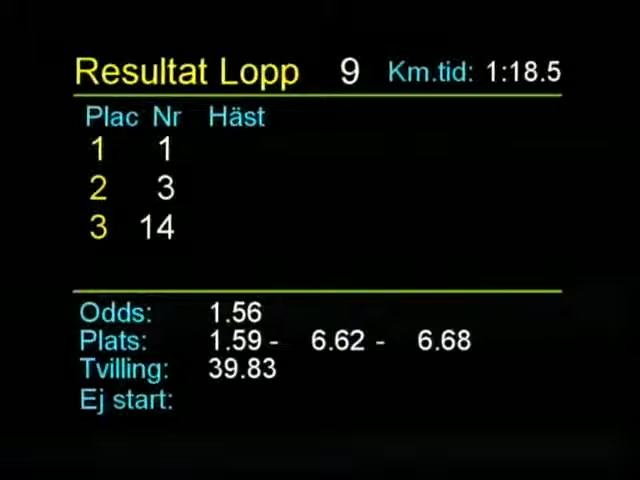 Resultat Lopp 9 Km.tid: 1:18.5
Plac Nr Häst
1 1
2 3
3 14
Odds: 1.56
Plats: 1.59 - 6.62 - 6.68
Tvilling: 39.83
Ej start: